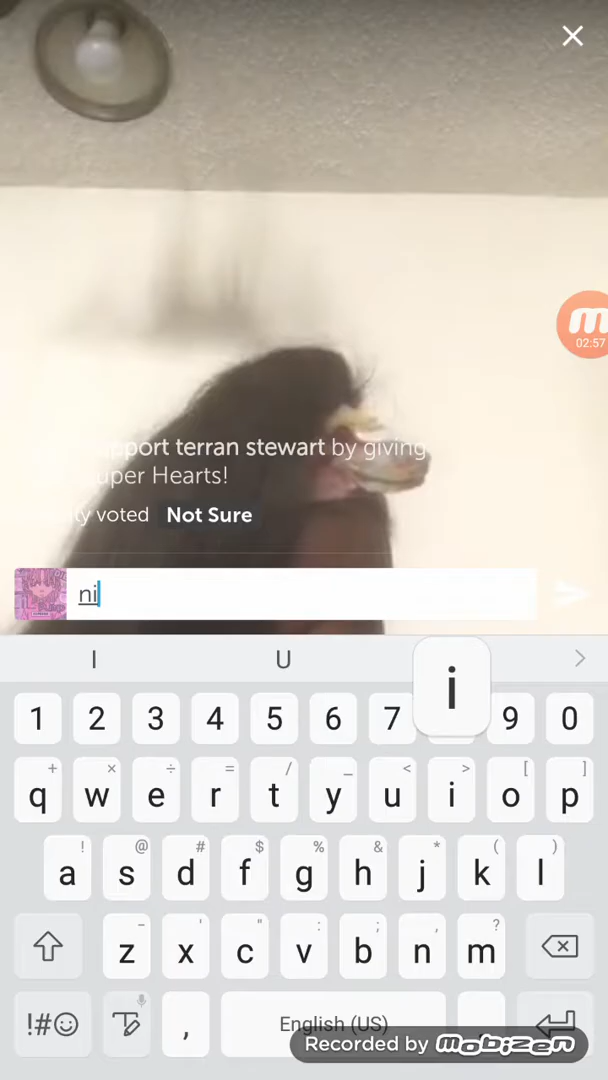 02:57
pport terran stewart by giving
uper Hearts!
ly voted Not Sure
ni
I U i
1 2 3 4 5 6 7 9 0
+ × ÷ = / _ < > [ ]
q w e r t y u i o p
! @ # $ % & * ( )
a s d f g h j k l
- ' " : ; , ?
z x c v b n m
!#☺ , English (US)
Recorded by mobizen